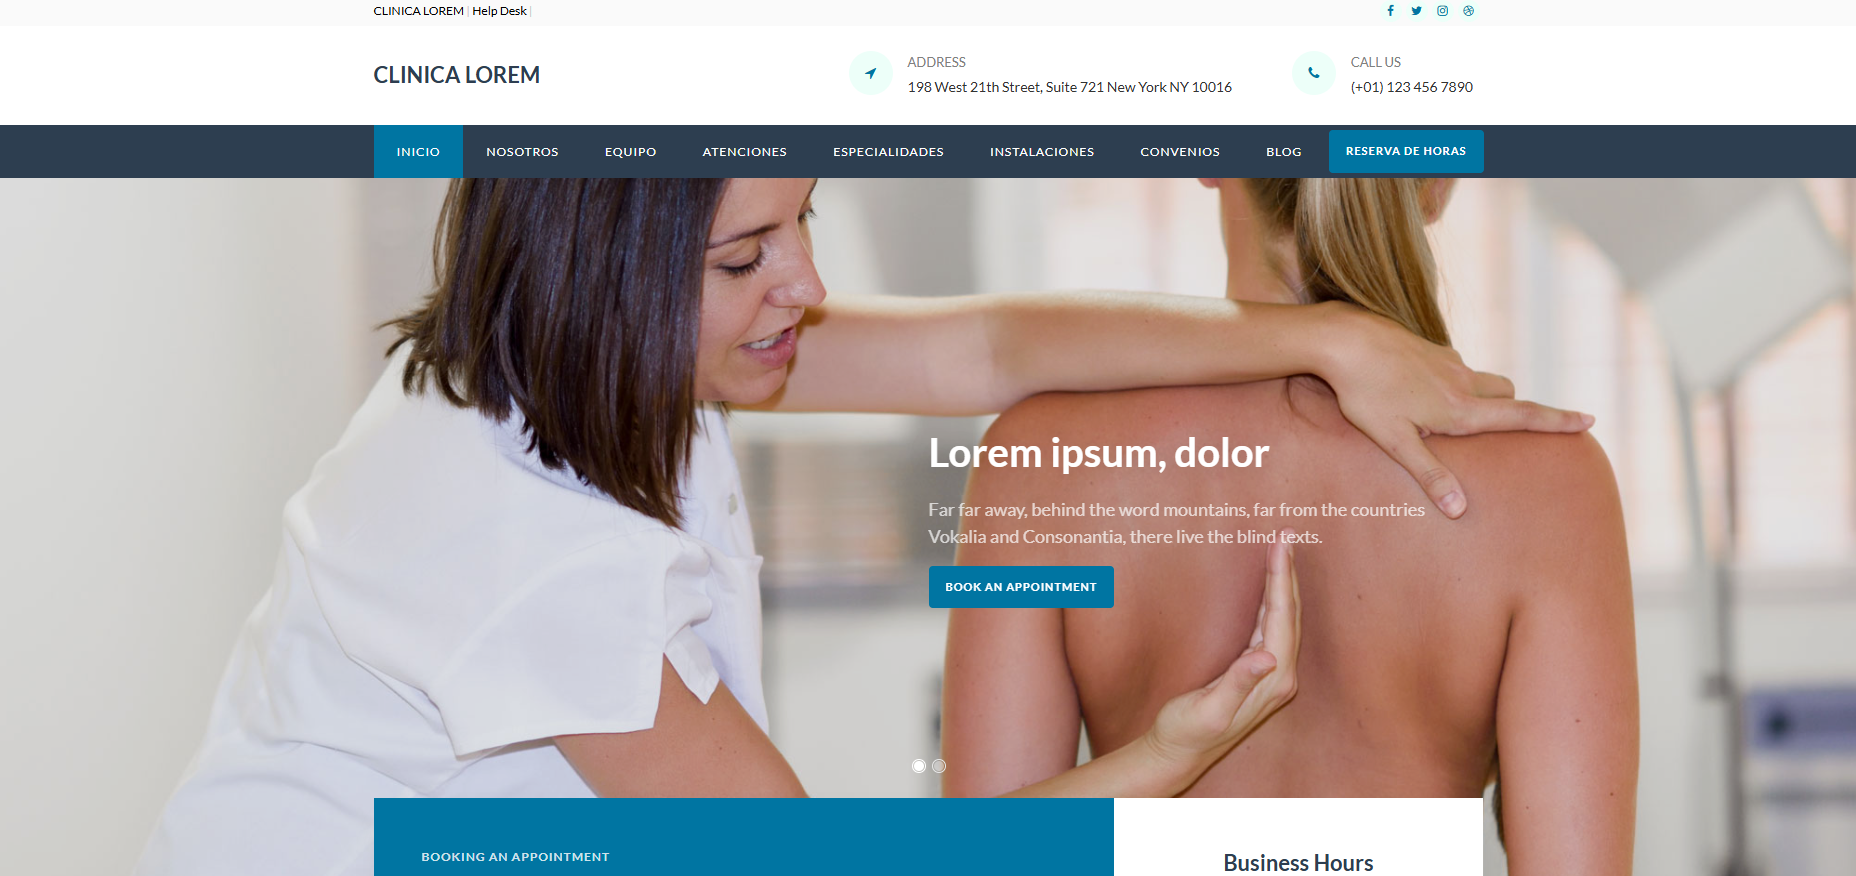 CLINICA LOREM | Help Desk |
CLINICA LOREM
ADDRESS
198 West 21th Street, Suite 721 New York NY 10016
CALL US
(+01) 123 456 7890
INICIO NOSOTROS EQUIPO ATENCIONES ESPECIALIDADES INSTALACIONES CONVENIOS BLOG RESERVA DE HORAS
Lorem ipsum, dolor
Far far away, behind the word mountains, far from the countries
Vokalia and Consonantia, there live the blind texts.
BOOK AN APPOINTMENT
BOOKING AN APPOINTMENT
Business Hours